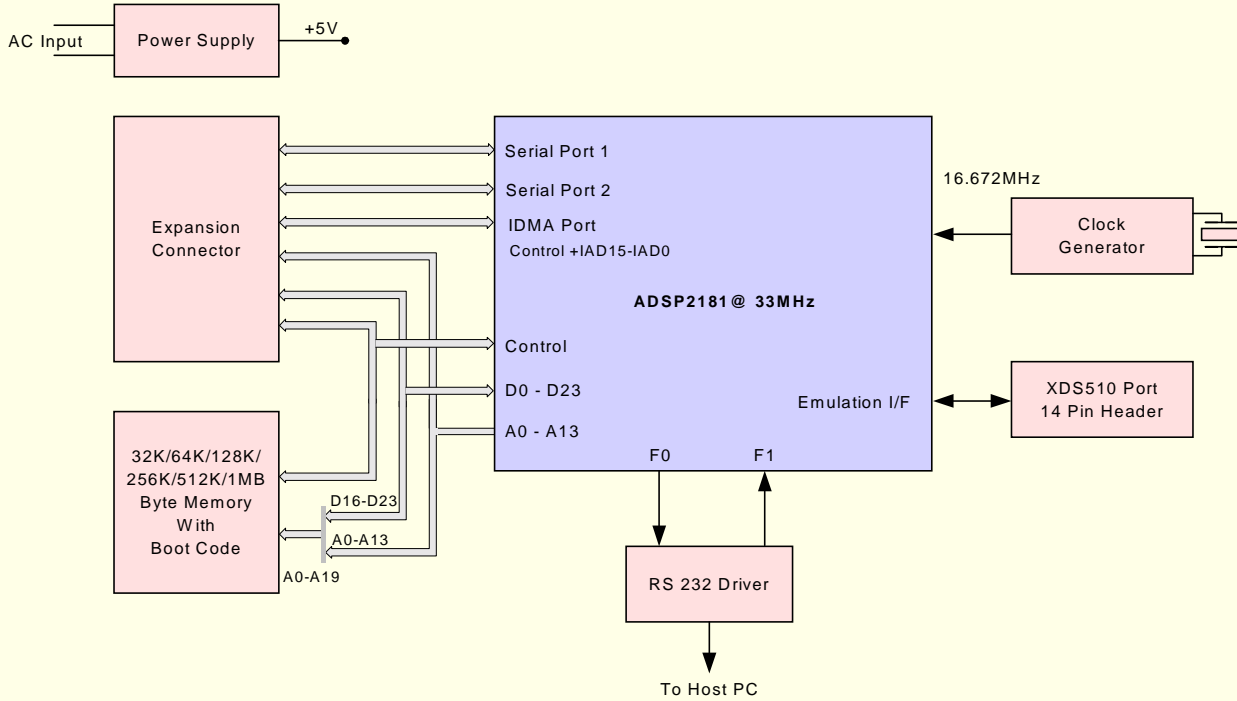 AC Input
Power Supply
+5V
Expansion
Connector
Serial Port 1
Serial Port 2
IDMA Port
Control +IAD15-IAD0
ADSP2181@ 33MHz
Control
D0 - D23
A0 - A13
Emulation I/F
F0
F1
16.672MHz
Clock
Generator
XDS510 Port
14 Pin Header
32K/64K/128K/
256K/512K/1MB
Byte Memory
With
Boot Code
D16-D23
A0-A13
A0-A19
RS 232 Driver
To Host PC